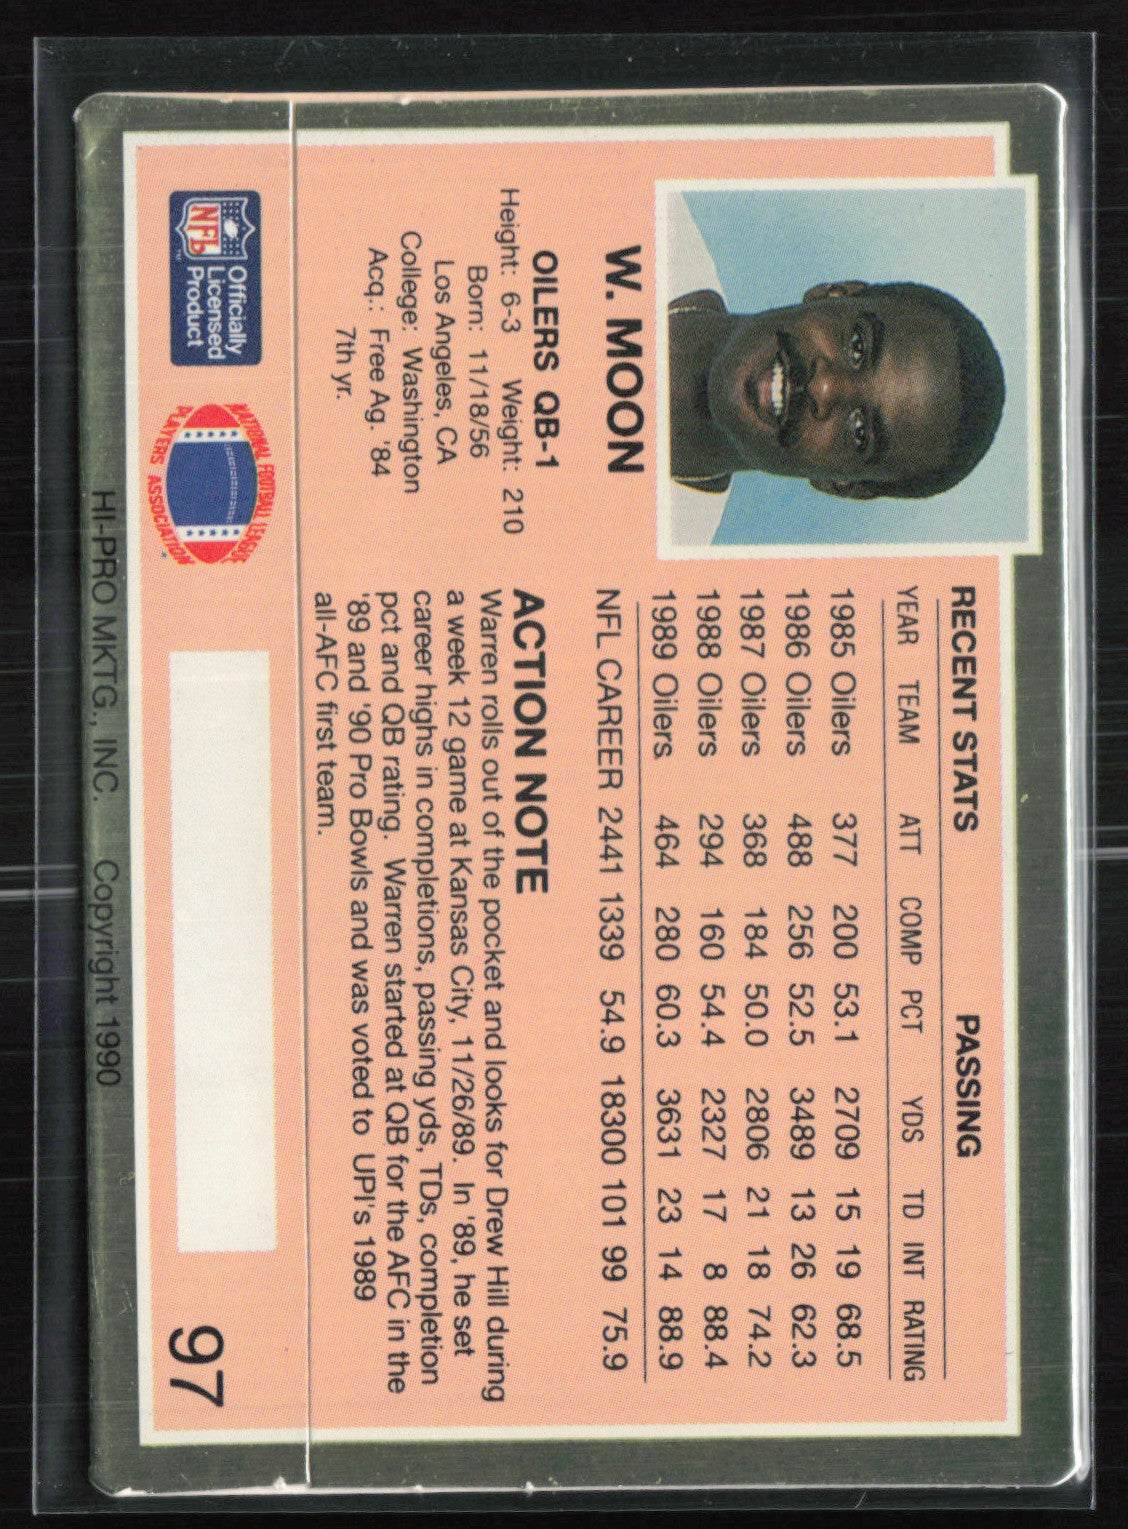 W. MOON
OILERS QB-1
Height: 6-3 Weight: 210
Born: 11/18/56
Los Angeles, CA
College: Washington
Acq.: Free Ag. '84
7th yr.
RECENT STATS PASSING
YEAR TEAM ATT COMP PCT YDS TD INT RATING
1985 Oilers 377 200 53.1 2709 15 19 68.5
1986 Oilers 488 256 52.5 3489 13 26 62.3
1987 Oilers 368 184 50.0 2806 21 18 74.2
1988 Oilers 294 160 54.4 2327 17 8 88.4
1989 Oilers 464 280 60.3 3631 23 14 88.9
NFL CAREER 2441 1339 54.9 18300 101 99 75.9
ACTION NOTE
Warren rolls out of the pocket and looks for Drew Hill during
a week 12 game at Kansas City, 11/26/89. In '89, he set
career highs in completions, passing yds, TDs, completion
pct and QB rating. Warren started at QB for the AFC in the
'89 and '90 Pro Bowls and was voted to UPI's 1989
all-AFC first team.
NFL
TM
Officially
Licensed
Product
NATIONAL FOOTBALL LEAGUE
PLAYERS ASSOCIATION
97
HI-PRO MKTG., INC. Copyright 1990